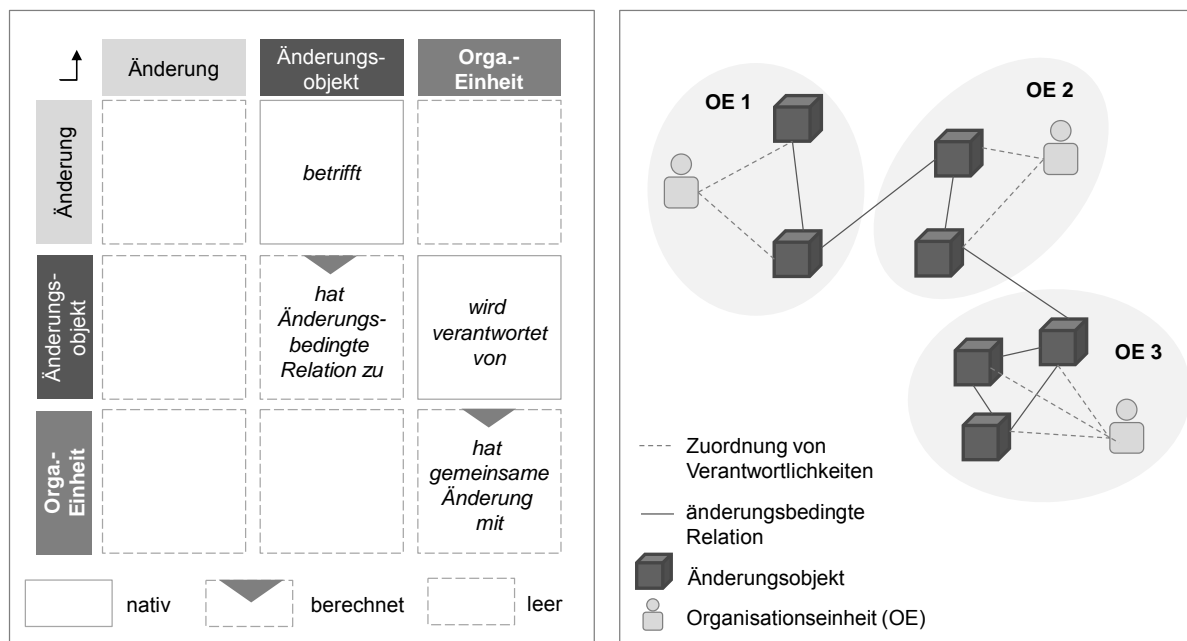 Änderung
Änderungs-
objekt
Orga.-
Einheit
Änderung
betrifft
Änderungs-
objekt
hat
Änderungs-
bedingte
Relation zu
wird
verantwortet
von
Orga.-
Einheit
hat
gemeinsame
Änderung
mit
nativ
berechnet
leer
OE 1
OE 2
OE 3
Zuordnung von
Verantwortlichkeiten
änderungsbedingte
Relation
Änderungsobjekt
Organisationseinheit (OE)